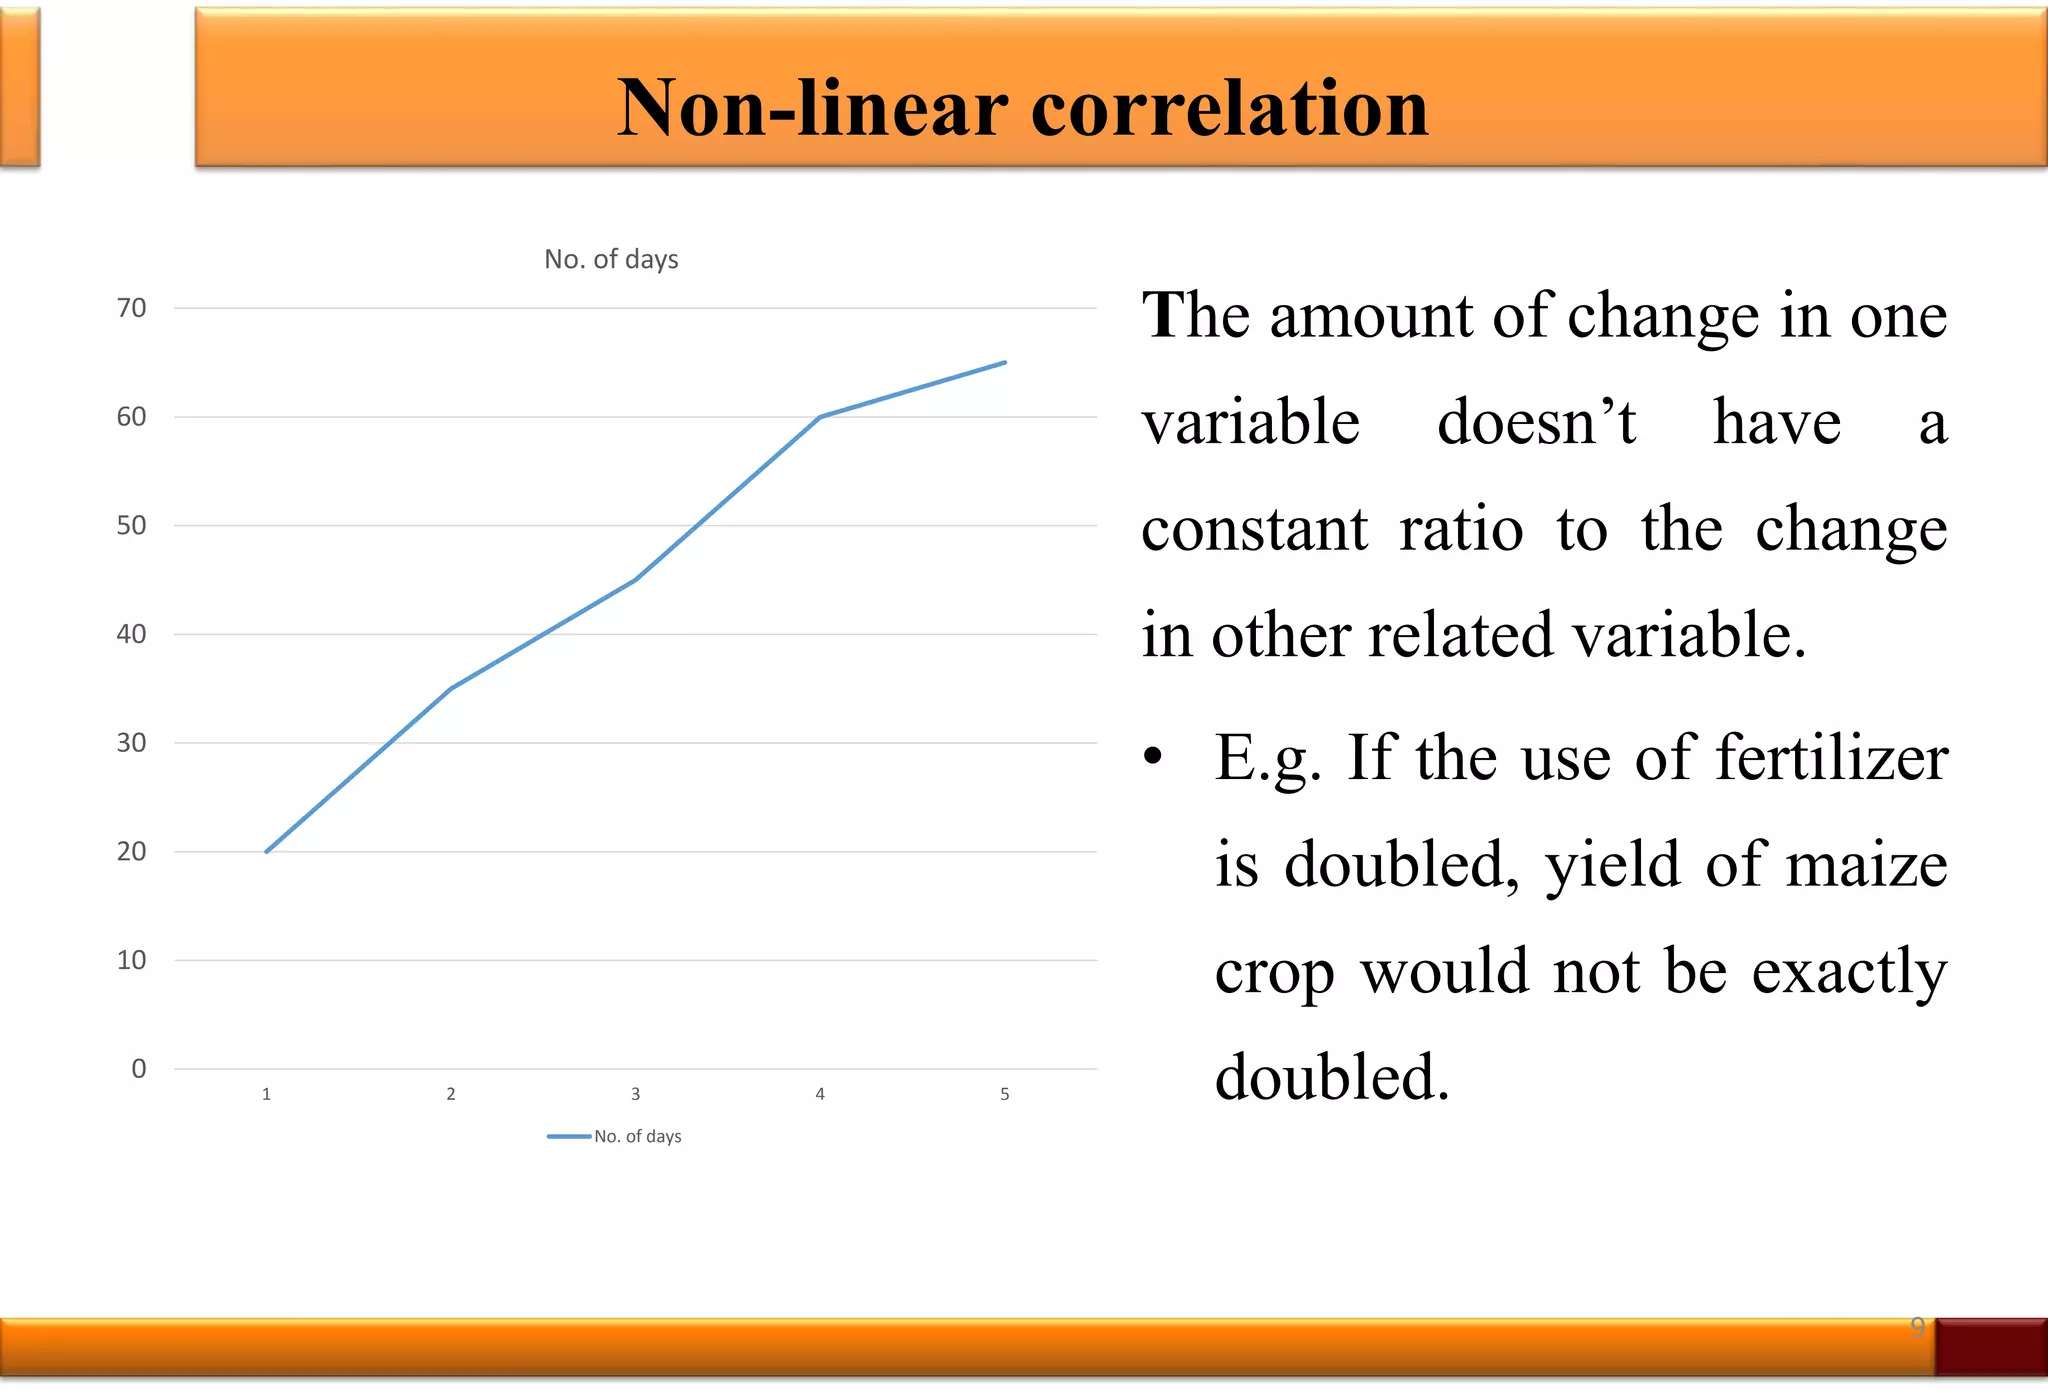 Non-linear correlation
No. of days
70
60
50
40
30
20
10
0
1 2 3 4 5
No. of days
The amount of change in one
variable doesn’t have a
constant ratio to the change
in other related variable.
• E.g. If the use of fertilizer
is doubled, yield of maize
crop would not be exactly
doubled.
9